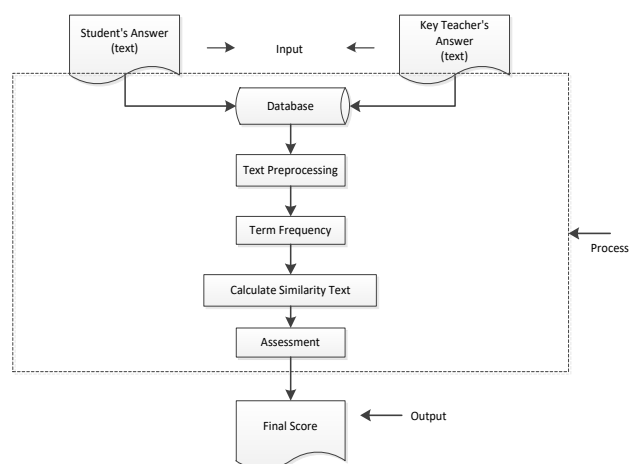 Student's Answer
(text)
Input
Key Teacher's
Answer
(text)
Database
Text Preprocessing
Term Frequency
Process
Calculate Similarity Text
Assessment
Final Score
Output